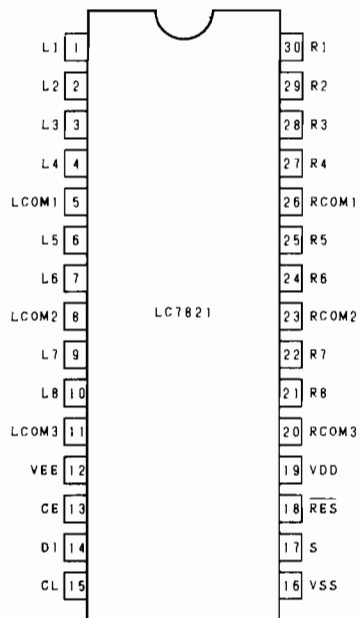 L1 1 30 R1
L2 2 29 R2
L3 3 28 R3
L4 4 27 R4
LCOM1 5 26 RCOM1
L5 6 25 R5
L6 7 24 R6
LCOM2 8 LC7821 23 RCOM2
L7 9 22 R7
L8 10 21 R8
LCOM3 11 20 RCOM3
VEE 12 19 VDD
CE 13 18 R̅E̅S̅
DI 14 17 S
CL 15 16 VSS